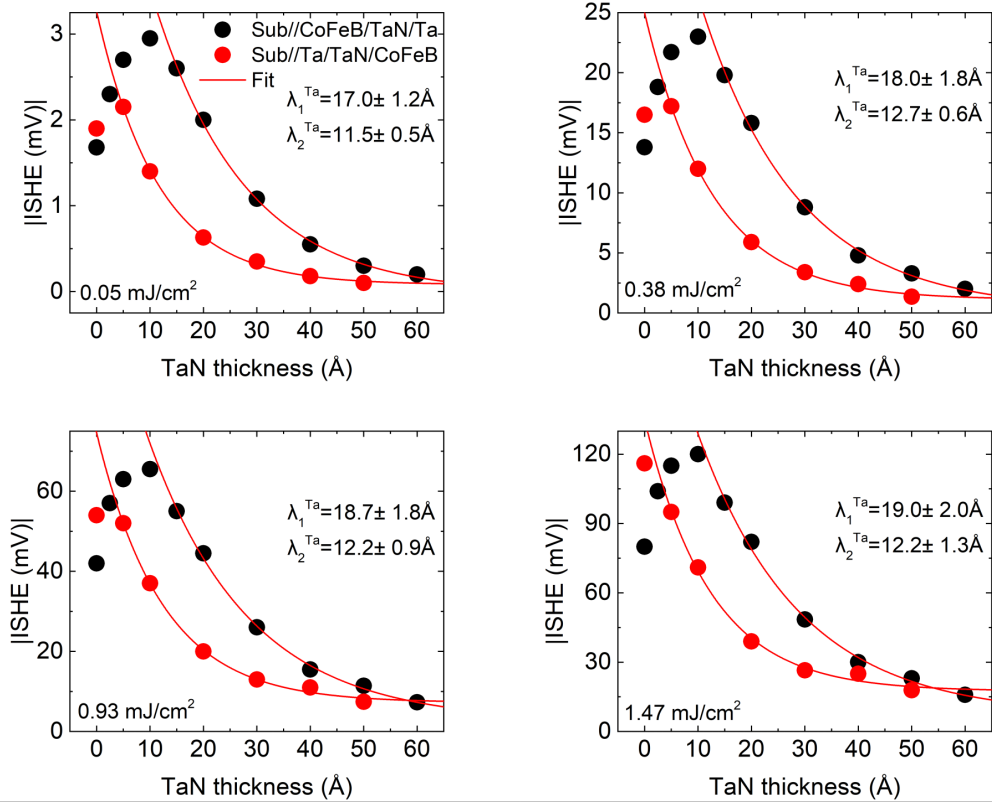 3
2
1
0
|ISHE (mV)|
Sub//CoFeB/TaN/Ta
Sub//Ta/TaN/CoFeB
Fit
λ₁ᵀᵃ=17.0± 1.2Å
λ₂ᵀᵃ=11.5± 0.5Å
0.05 mJ/cm²
0 10 20 30 40 50 60
TaN thickness (Å)
25
20
15
10
5
0
|ISHE (mV)|
λ₁ᵀᵃ=18.0± 1.8Å
λ₂ᵀᵃ=12.7± 0.6Å
0.38 mJ/cm²
0 10 20 30 40 50 60
TaN thickness (Å)
60
40
20
0
|ISHE (mV)|
λ₁ᵀᵃ=18.7± 1.8Å
λ₂ᵀᵃ=12.2± 0.9Å
0.93 mJ/cm²
0 10 20 30 40 50 60
TaN thickness (Å)
120
90
60
30
0
|ISHE (mV)|
λ₁ᵀᵃ=19.0± 2.0Å
λ₂ᵀᵃ=12.2± 1.3Å
1.47 mJ/cm²
0 10 20 30 40 50 60
TaN thickness (Å)